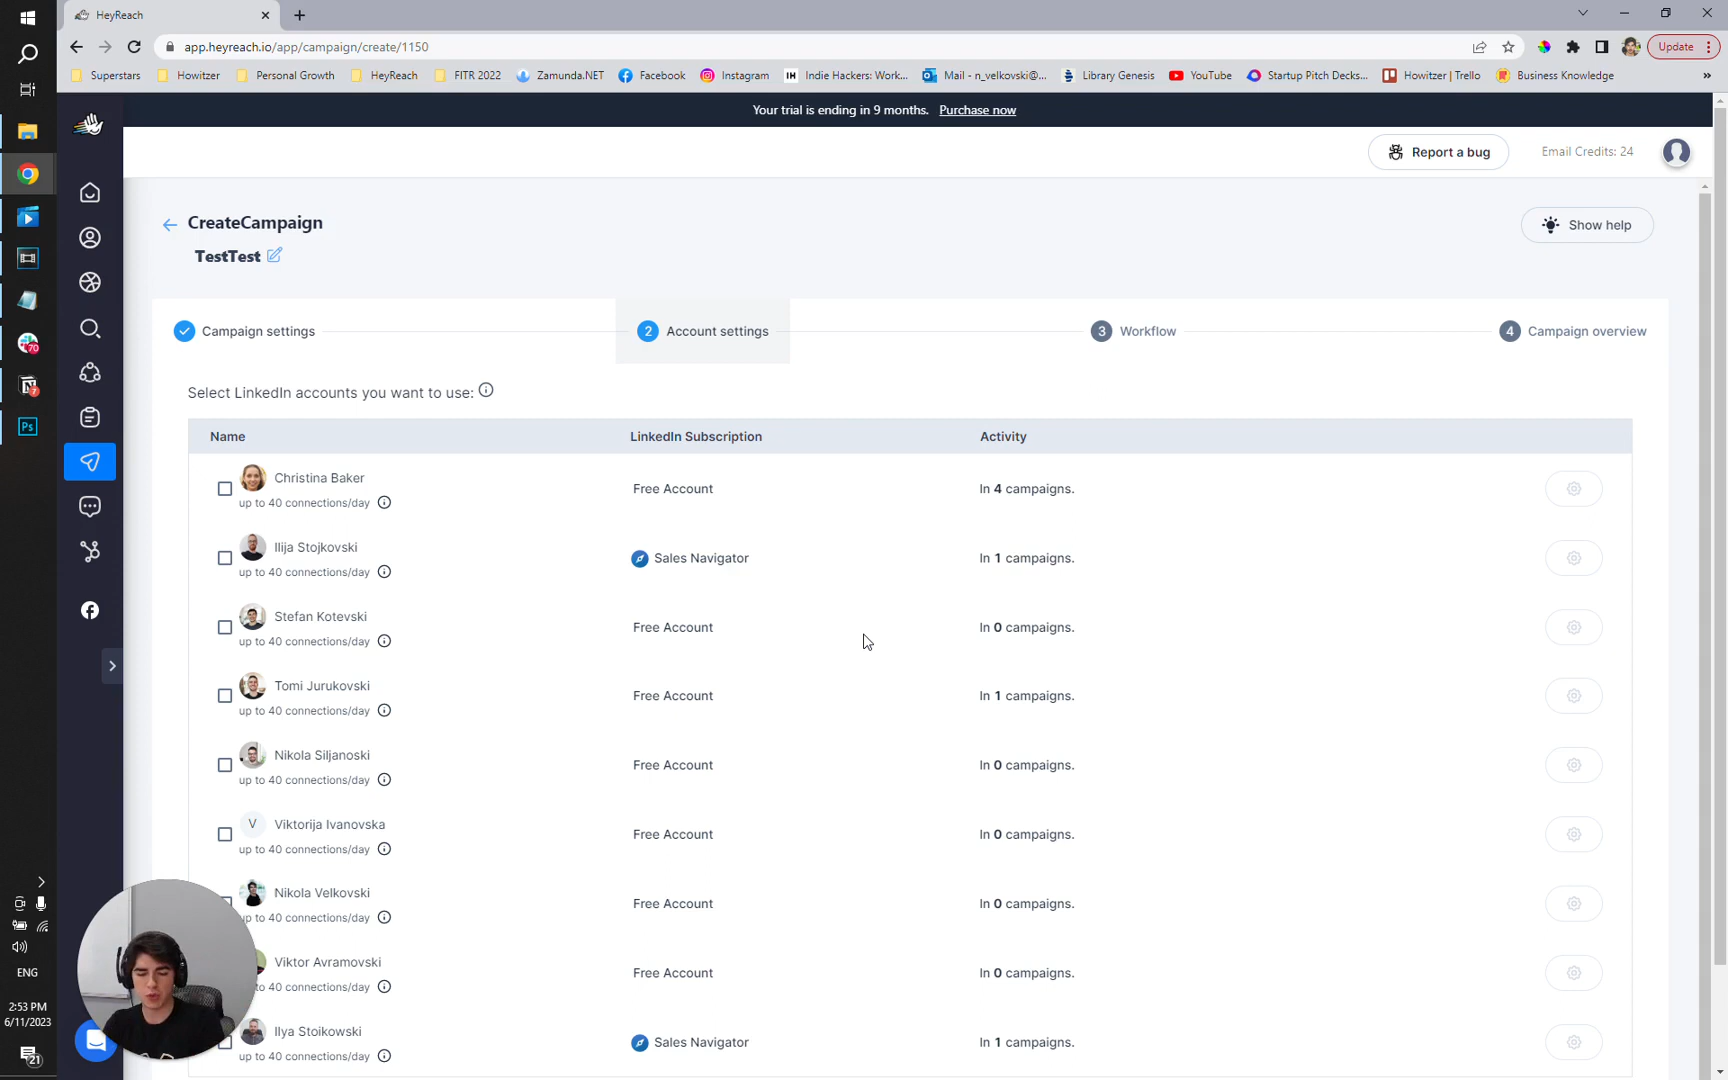 HeyReach
app.heyreach.io/app/campaign/create/1150
Update
Superstars
Howitzer
Personal Growth
HeyReach
FITR 2022
Zamunda.NET
Facebook
Instagram
IH Indie Hackers: Work...
Mail - n_velkovski@...
Library Genesis
YouTube
Startup Pitch Decks...
Howitzer | Trello
Business Knowledge
»
Your trial is ending in 9 months. Purchase now
Report a bug
Email Credits: 24
CreateCampaign
TestTest
Show help
Campaign settings
2 Account settings
3 Workflow
4 Campaign overview
Select LinkedIn accounts you want to use:
Name LinkedIn Subscription Activity
Christina Baker
up to 40 connections/day
Free Account
In 4 campaigns.
Ilija Stojkovski
up to 40 connections/day
Sales Navigator
In 1 campaigns.
Stefan Kotevski
up to 40 connections/day
Free Account
In 0 campaigns.
Tomi Jurukovski
up to 40 connections/day
Free Account
In 1 campaigns.
Nikola Siljanoski
up to 40 connections/day
Free Account
In 0 campaigns.
V
Viktorija Ivanovska
up to 40 connections/day
Free Account
In 0 campaigns.
Nikola Velkovski
up to 40 connections/day
Free Account
In 0 campaigns.
Viktor Avramovski
to 40 connections/day
Free Account
In 0 campaigns.
Ilya Stoikowski
up to 40 connections/day
Sales Navigator
In 1 campaigns.
70
7
Ps
ENG
2:53 PM
6/11/2023
21